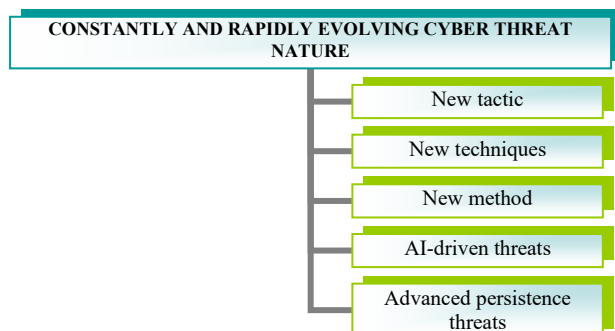 CONSTANTLY AND RAPIDLY EVOLVING CYBER THREAT
NATURE
New tactic
New techniques
New method
AI-driven threats
Advanced persistence
threats